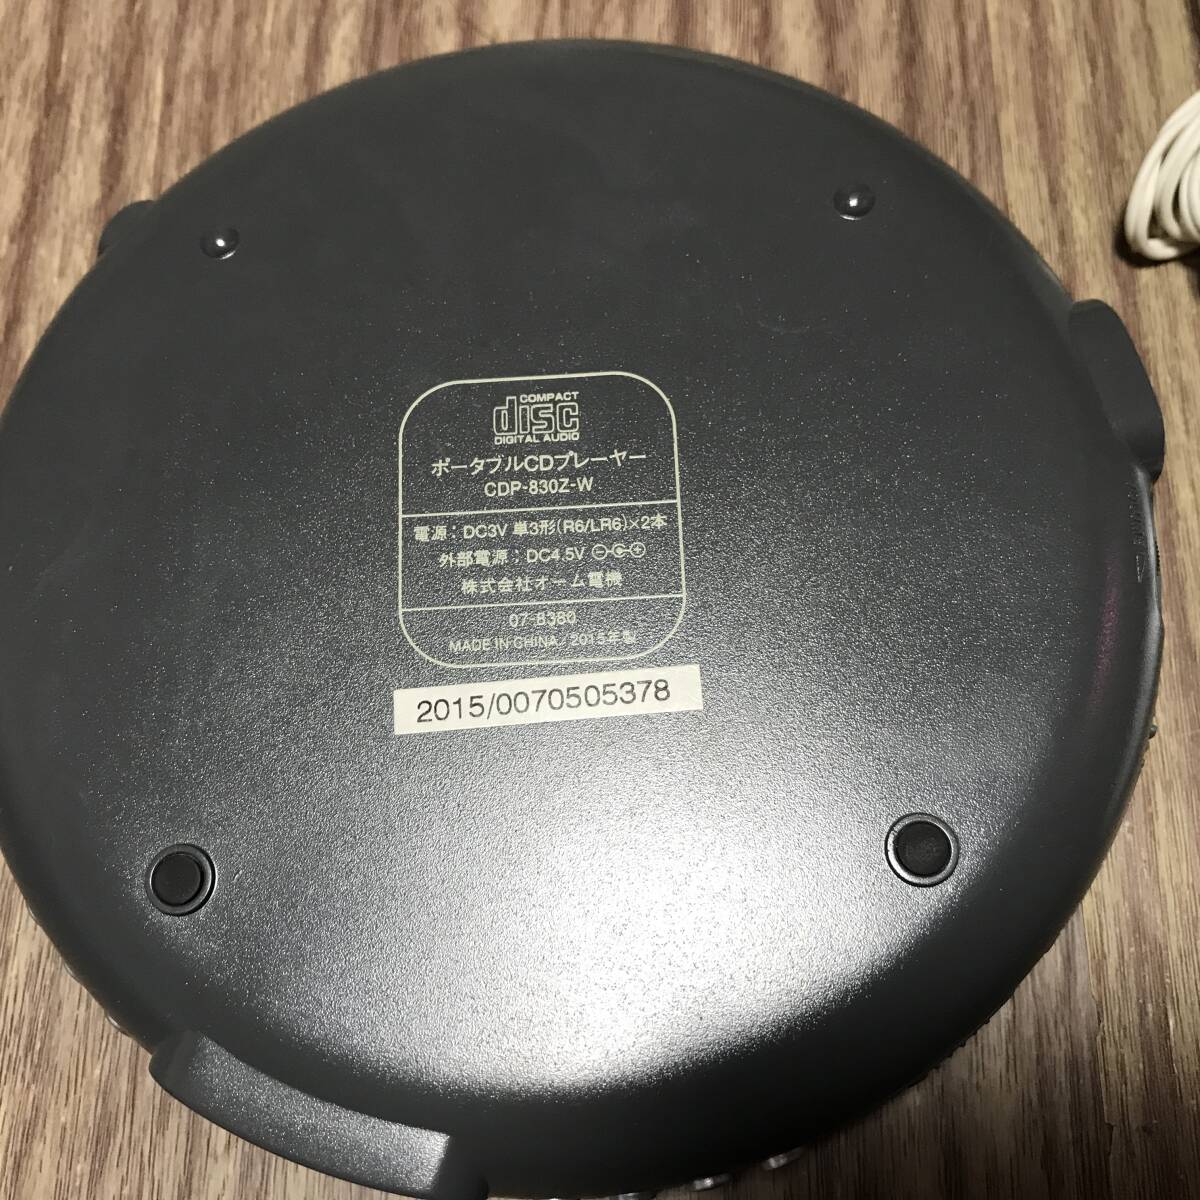 COMPACT
disc
DIGITAL AUDIO
ポータブルCDプレーヤー
CDP-830Z-W
電源：DC3V 単3形(R6/LR6)×2本
外部電源：DC4.5V
株式会社オーム電機
07-8380
MADE IN CHINA／2015年製
2015/0070505378